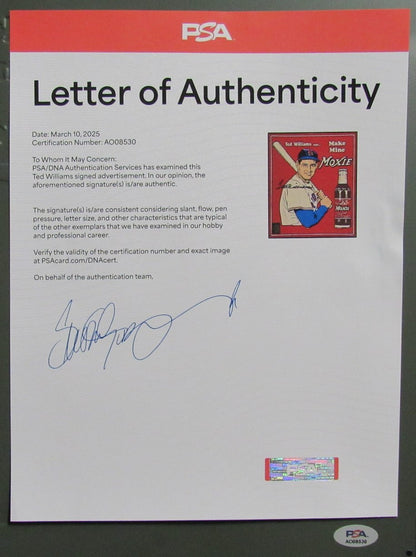 PSA
Letter of Authenticity
Date: March 10, 2025
Certification Number: AO08530
To Whom It May Concern:
PSA/DNA Authentication Services has examined this
Ted Williams signed advertisement. In our opinion, the
aforementioned signature(s) is/are authentic.
The signature(s) is/are consistent considering slant, flow, pen
pressure, letter size, and other characteristics that are typical
of the other exemplars that we have examined in our hobby
and professional career.
Verify the validity of the certification number and exact image
at PSAcard.com/DNAcert.
On behalf of the authentication team,
Ted Williams
Make
Mine
MOXIE
PSA
AO08530